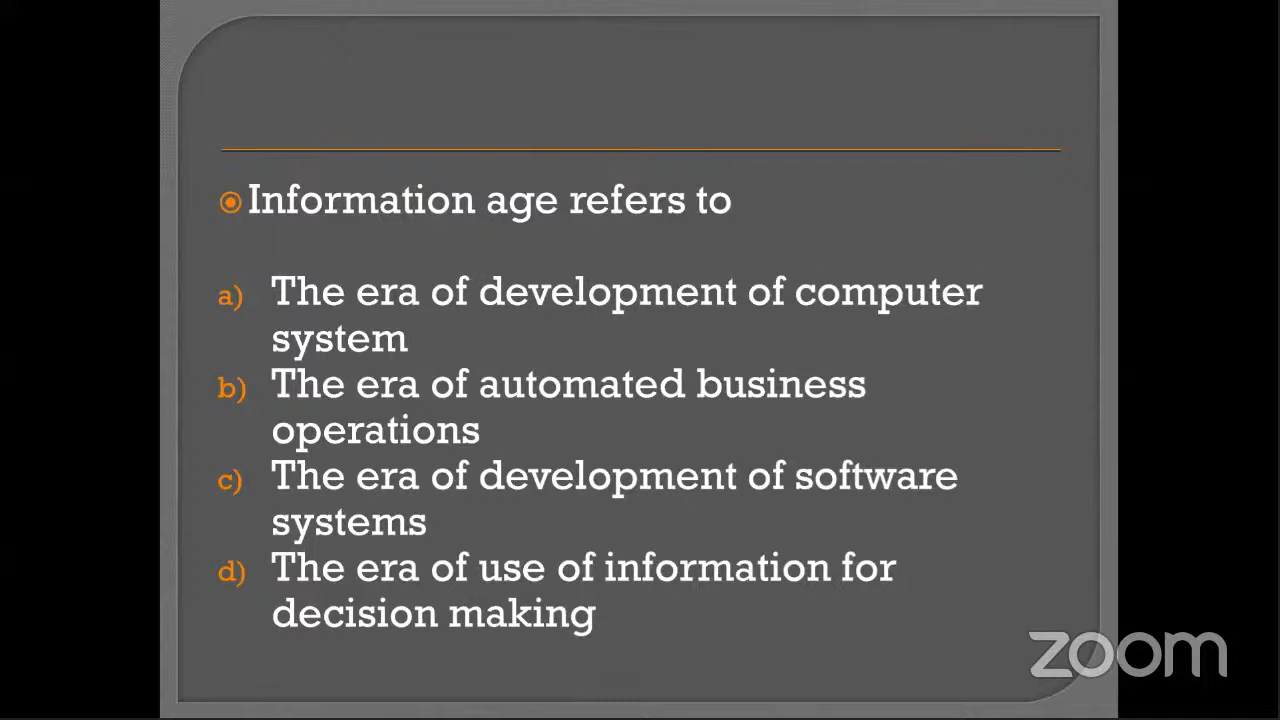 Information age refers to
a) The era of development of computer
system
b) The era of automated business
operations
c) The era of development of software
systems
d) The era of use of information for
decision making
zoom